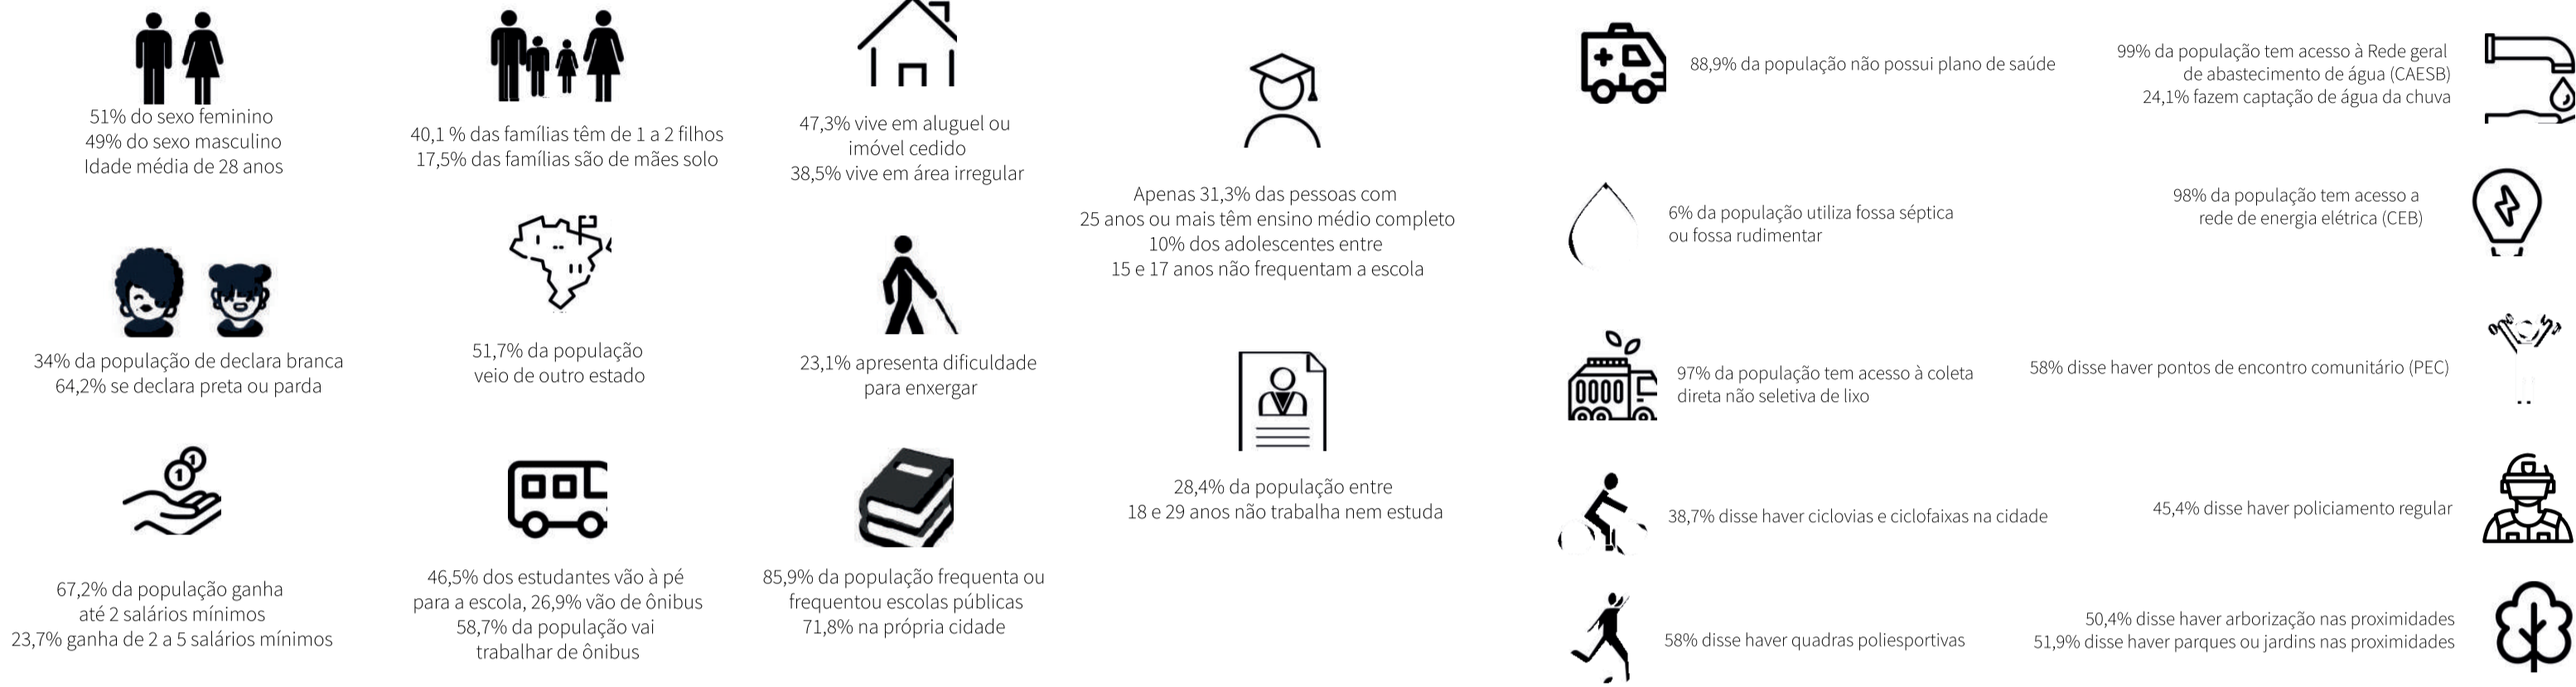 51% do sexo feminino
49% do sexo masculino
Idade média de 28 anos
40,1 % das famílias têm de 1 a 2 filhos
17,5% das famílias são de mães solo
47,3% vive em aluguel ou
imóvel cedido
38,5% vive em área irregular
34% da população de declara branca
64,2% se declara preta ou parda
51,7% da população
veio de outro estado
23,1% apresenta dificuldade
para enxergar
1
1
67,2% da população ganha
até 2 salários mínimos
23,7% ganha de 2 a 5 salários mínimos
46,5% dos estudantes vão à pé
para a escola, 26,9% vão de ônibus
58,7% da população vai
trabalhar de ônibus
85,9% da população frequenta ou
frequentou escolas públicas
71,8% na própria cidade
Apenas 31,3% das pessoas com
25 anos ou mais têm ensino médio completo
10% dos adolescentes entre
15 e 17 anos não frequentam a escola
28,4% da população entre
18 e 29 anos não trabalha nem estuda
88,9% da população não possui plano de saúde
6% da população utiliza fossa séptica
ou fossa rudimentar
97% da população tem acesso à coleta
direta não seletiva de lixo
38,7% disse haver ciclovias e ciclofaixas na cidade
58% disse haver quadras poliesportivas
99% da população tem acesso à Rede geral
de abastecimento de água (CAESB)
24,1% fazem captação de água da chuva
98% da população tem acesso a
rede de energia elétrica (CEB)
58% disse haver pontos de encontro comunitário (PEC)
45,4% disse haver policiamento regular
50,4% disse haver arborização nas proximidades
51,9% disse haver parques ou jardins nas proximidades